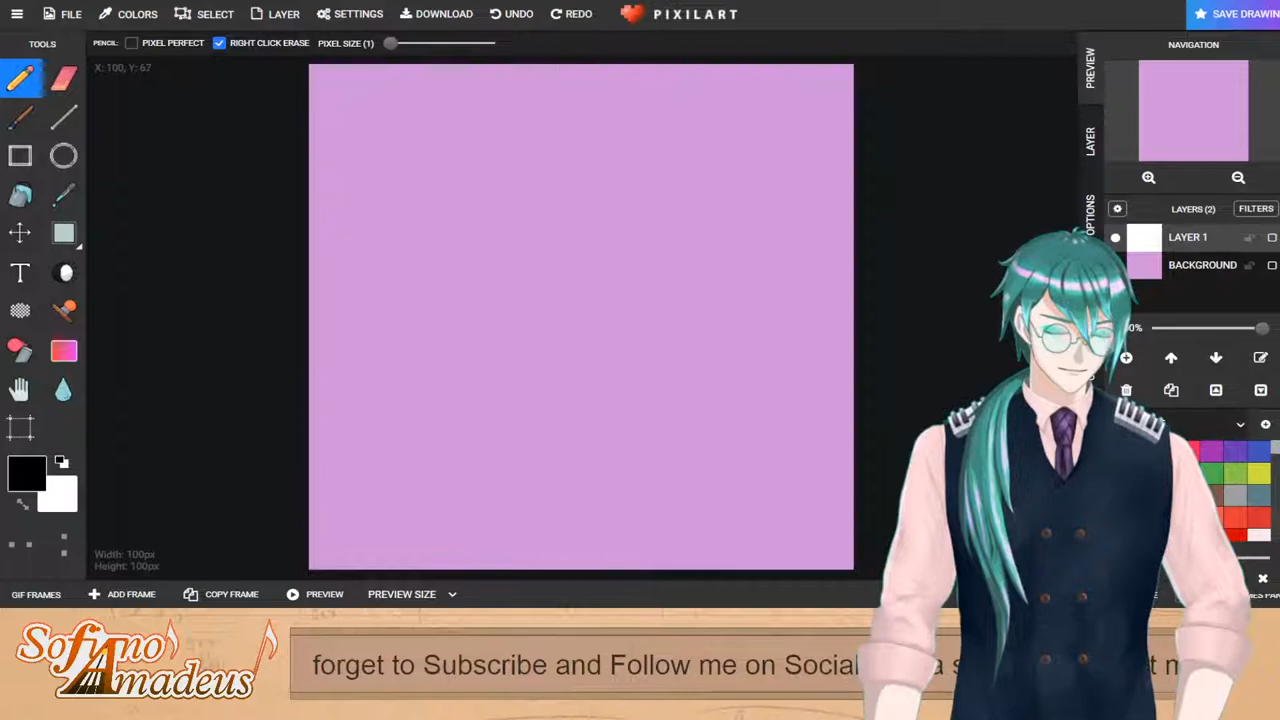 FILE COLORS SELECT LAYER SETTINGS DOWNLOAD UNDO REDO PIXILART SAVE DRAWIN
TOOLS PENCIL: PIXEL PERFECT RIGHT CLICK ERASE PIXEL SIZE (1) NAVIGATION
X: 100, Y: 67
PREVIEW
LAYER
OPTIONS
LAYERS (2) FILTERS
LAYER 1
BACKGROUND
0%
T
Width: 100px
Height: 100px
GIF FRAMES ADD FRAME COPY FRAME PREVIEW PREVIEW SIZE
Sofiano
Amadeus
forget to Subscribe and Follow me on Social